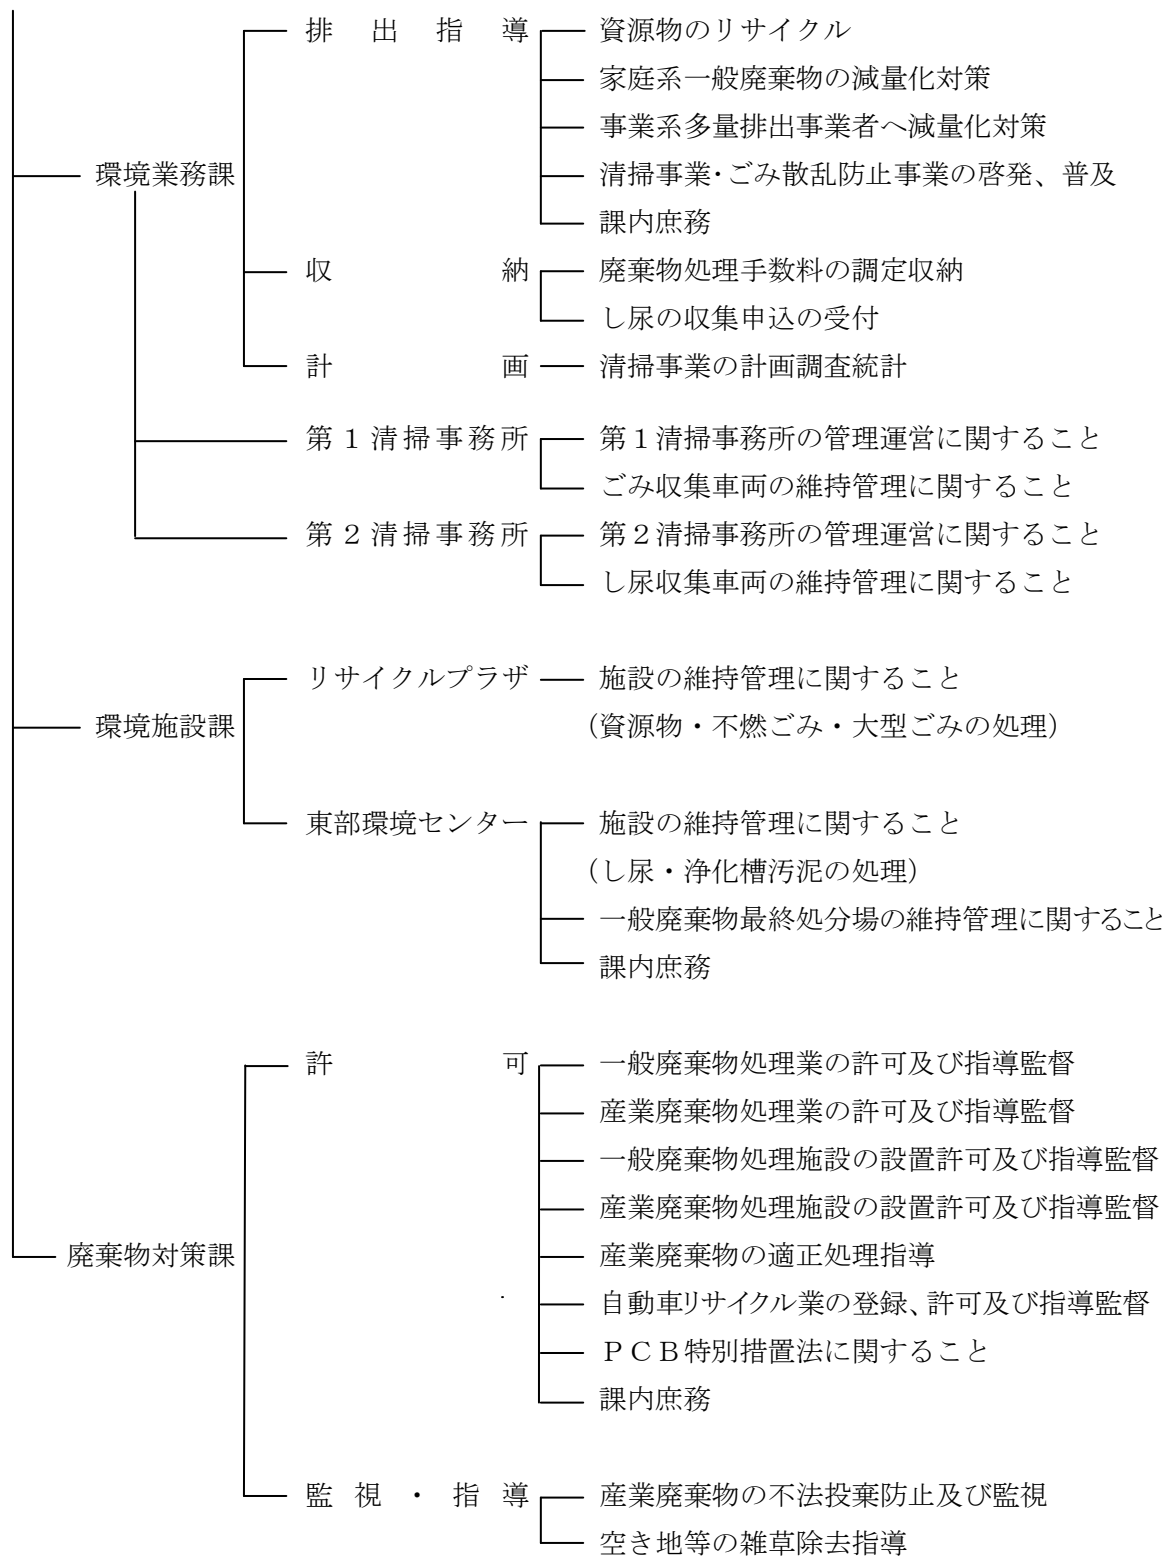 排出指導 資源物のリサイクル
家庭系一般廃棄物の減量化対策
事業系多量排出事業者へ減量化対策
環境業務課 清掃事業・ごみ散乱防止事業の啓発、普及
課内庶務
収納 廃棄物処理手数料の調定収納
し尿の収集申込の受付
計画 清掃事業の計画調査統計
第1清掃事務所 第1清掃事務所の管理運営に関すること
ごみ収集車両の維持管理に関すること
第2清掃事務所 第2清掃事務所の管理運営に関すること
し尿収集車両の維持管理に関すること
リサイクルプラザ 施設の維持管理に関すること
環境施設課 (資源物・不燃ごみ・大型ごみの処理)
東部環境センター 施設の維持管理に関すること
(し尿・浄化槽汚泥の処理)
一般廃棄物最終処分場の維持管理に関すること
課内庶務
許可 一般廃棄物処理業の許可及び指導監督
産業廃棄物処理業の許可及び指導監督
一般廃棄物処理施設の設置許可及び指導監督
産業廃棄物処理施設の設置許可及び指導監督
廃棄物対策課 産業廃棄物の適正処理指導
自動車リサイクル業の登録、許可及び指導監督
PCB特別措置法に関すること
課内庶務
監視・指導 産業廃棄物の不法投棄防止及び監視
空き地等の雑草除去指導